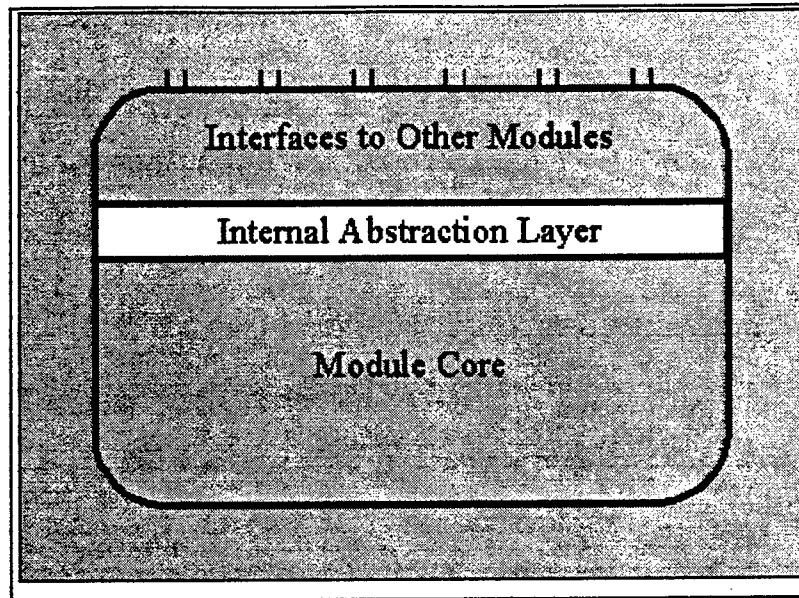 Interfaces to Other Modules
Internal Abstraction Layer
Module Core